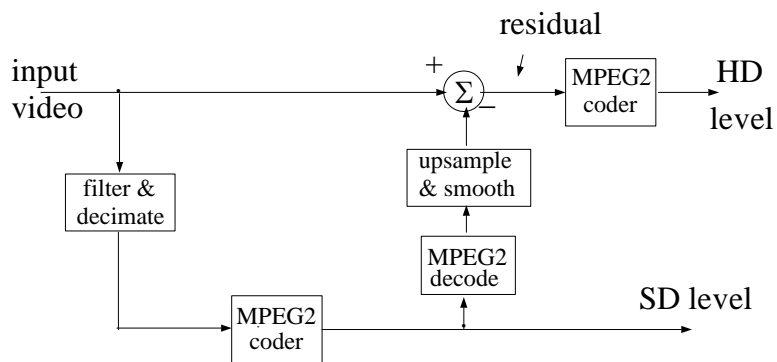 residual
input
video
+
Σ
−
MPEG2
coder
HD
level
upsample
& smooth
filter &
decimate
MPEG2
decode
SD level
MPEG2
coder